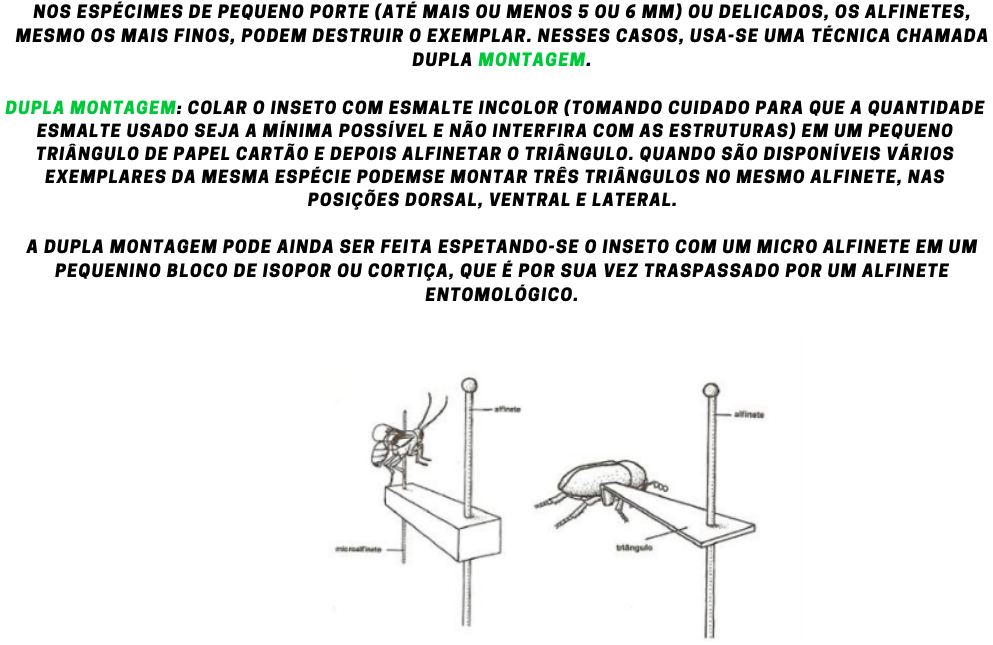 NOS ESPÉCIMES DE PEQUENO PORTE (ATÉ MAIS OU MENOS 5 OU 6 MM) OU DELICADOS, OS ALFINETES,
MESMO OS MAIS FINOS, PODEM DESTRUIR O EXEMPLAR. NESSES CASOS, USA-SE UMA TÉCNICA CHAMADA
DUPLA MONTAGEM.
DUPLA MONTAGEM: COLAR O INSETO COM ESMALTE INCOLOR (TOMANDO CUIDADO PARA QUE A QUANTIDADE
ESMALTE USADO SEJA A MÍNIMA POSSÍVEL E NÃO INTERFIRA COM AS ESTRUTURAS) EM UM PEQUENO
TRIÂNGULO DE PAPEL CARTÃO E DEPOIS ALFINETAR O TRIÂNGULO. QUANDO SÃO DISPONÍVEIS VÁRIOS
EXEMPLARES DA MESMA ESPÉCIE PODEMSE MONTAR TRÊS TRIÂNGULOS NO MESMO ALFINETE, NAS
POSIÇÕES DORSAL, VENTRAL E LATERAL.
A DUPLA MONTAGEM PODE AINDA SER FEITA ESPETANDO-SE O INSETO COM UM MICRO ALFINETE EM UM
PEQUENINO BLOCO DE ISOPOR OU CORTIÇA, QUE É POR SUA VEZ TRASPASSADO POR UM ALFINETE
ENTOMOLÓGICO.
alfinete
alfinete
microalfinete
triângulo